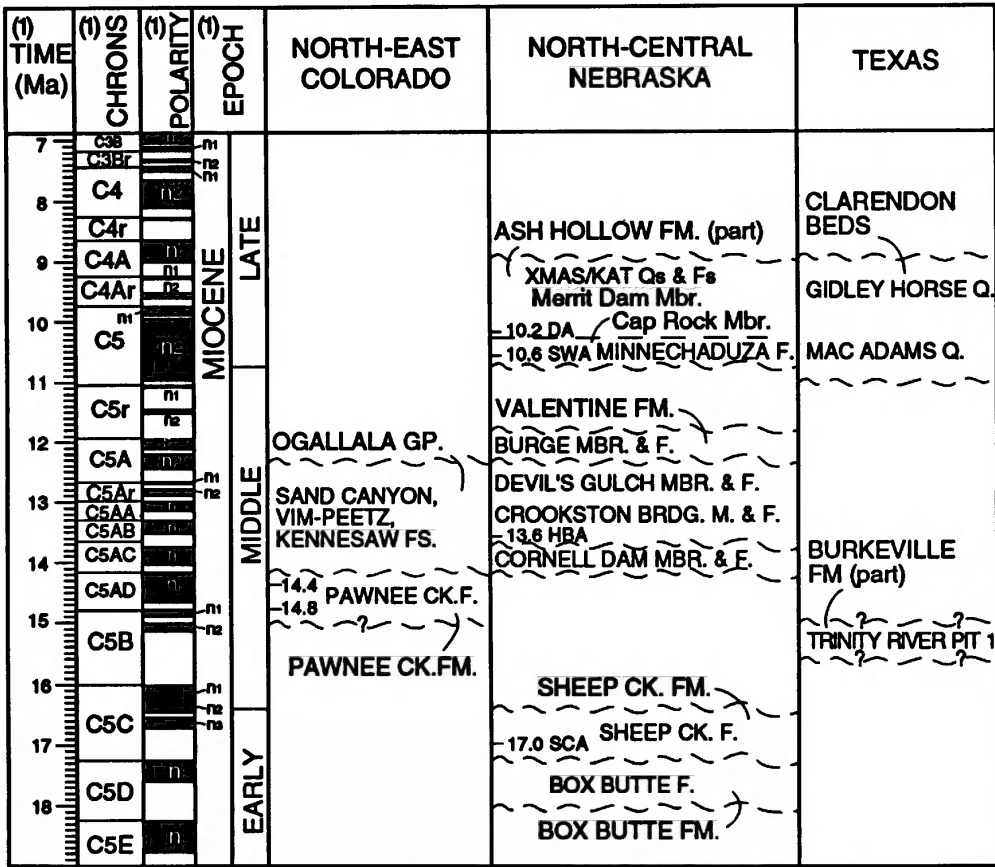 (1) TIME (Ma)
(1) CHRONS
(1) POLARITY
(1) EPOCH
NORTH-EAST
COLORADO
NORTH-CENTRAL
NEBRASKA
TEXAS
7
8
9
10
11
12
13
14
15
16
17
18
C3B
C3Br
C4
C4r
C4A
C4Ar
C5
C5r
C5A
C5Ar
C5AA
C5AB
C5AC
C5AD
C5B
C5C
C5D
C5E
n1
n2
n1
n
n1
n2
n1
n2
n1
n2
n
n1
n2
n
n1
n2
n1
n2
n3
n
n
MIOCENE
LATE
MIDDLE
EARLY
OGALLALA GP.
SAND CANYON,
VIM-PEETZ,
KENNESAW FS.
14.4
PAWNEE CK.F.
14.8
?
PAWNEE CK.FM.
ASH HOLLOW FM. (part)
XMAS/KAT Qs & Fs
Merrit Dam Mbr.
10.2 DA
Cap Rock Mbr.
10.6 SWA MINNECHADUZA F.
VALENTINE FM.
BURGE MBR. & F.
DEVIL'S GULCH MBR. & F.
CROOKSTON BRDG. M. & F.
13.6 HBA
CORNELL DAM MBR. & F.
SHEEP CK. FM.
17.0 SCA SHEEP CK. F.
BOX BUTTE F.
BOX BUTTE FM.
CLARENDON
BEDS
GIDLEY HORSE Q.
MAC ADAMS Q.
BURKEVILLE
FM (part)
? ?
TRINITY RIVER PIT 1
? ?